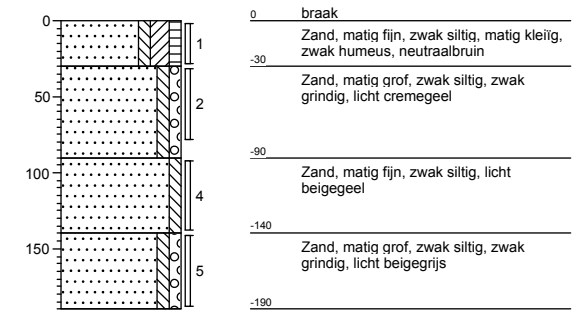 0
50
100
150
1
2
4
5
0 braak
Zand, matig fijn, zwak siltig, matig kleiïg,
zwak humeus, neutraalbruin
-30
Zand, matig grof, zwak siltig, zwak
grindig, licht cremegeel
-90
Zand, matig fijn, zwak siltig, licht
beigegeel
-140
Zand, matig grof, zwak siltig, zwak
grindig, licht beigegrijs
-190